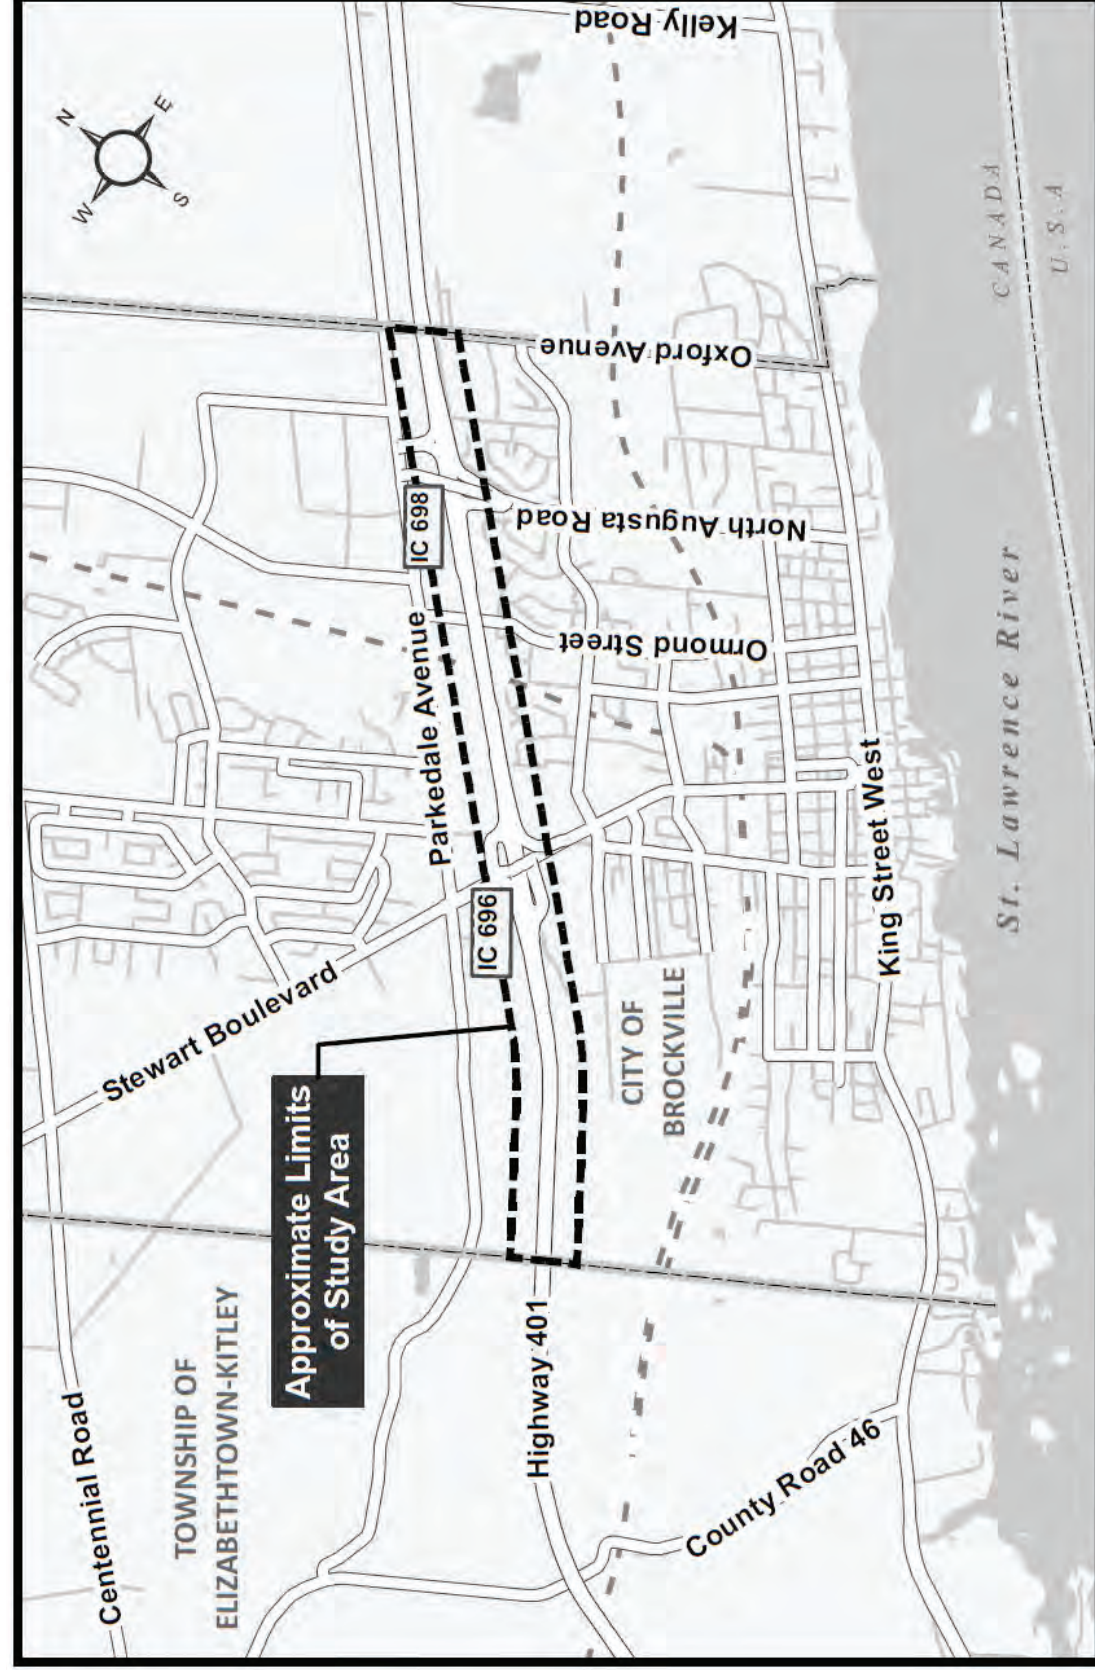 N
E
S
W
Kelly Road
CANADA
U.S.A
Oxford Avenue
IC 698
North Augusta Road
Parkedale Avenue
Ormond Street
IC 696
King Street West
St. Lawrence River
Stewart Boulevard
CITY OF
BROCKVILLE
Approximate Limits
of Study Area
TOWNSHIP OF
ELIZABETHTOWN-KITLEY
Highway 401
Centennial Road
County Road 46